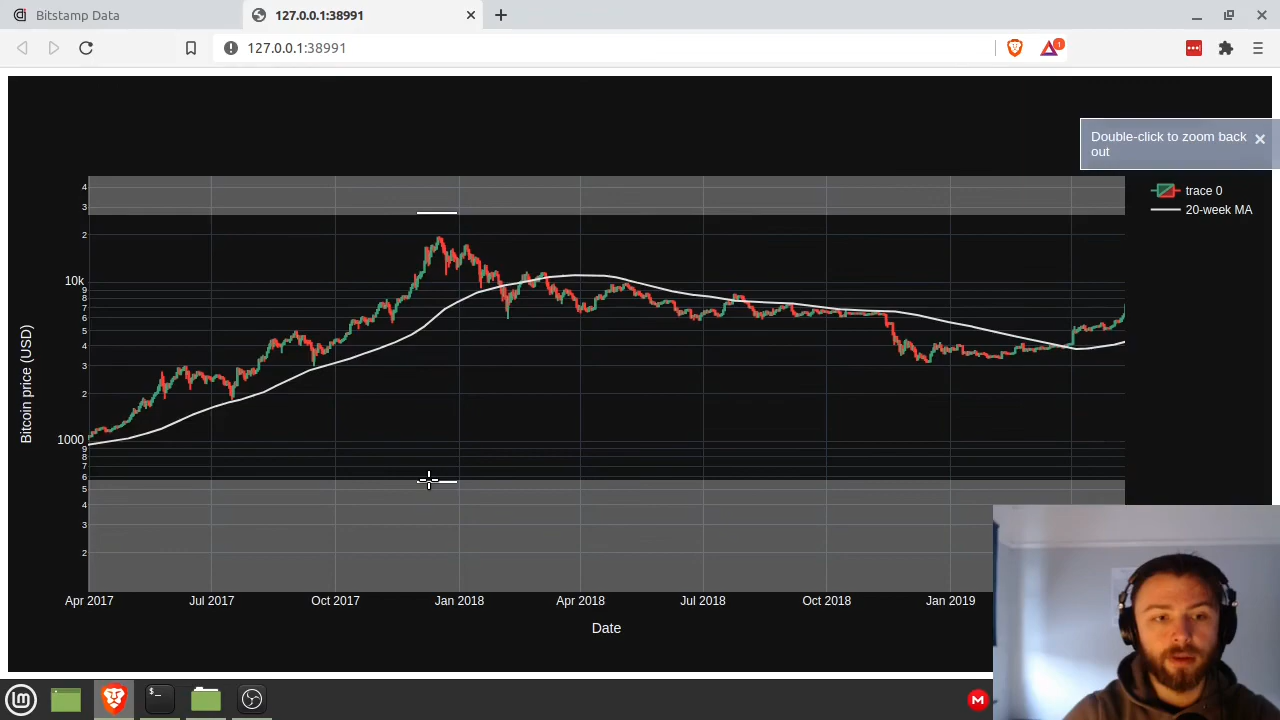 Bitstamp Data
127.0.0.1:38991
127.0.0.1:38991
1
Double-click to zoom back
out
trace 0
20-week MA
4
3
2
10k
9
8
7
6
5
4
3
2
1000
9
8
7
6
5
4
3
2
Bitcoin price (USD)
Apr 2017
Jul 2017
Oct 2017
Jan 2018
Apr 2018
Jul 2018
Oct 2018
Jan 2019
Date
lm
$_
M